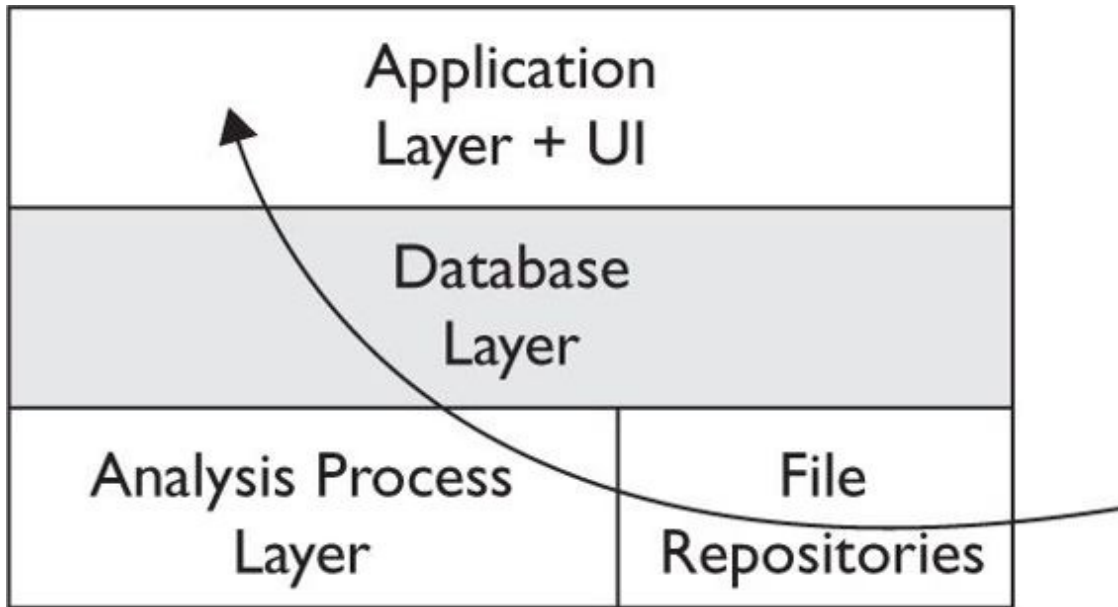 Application
Layer + UI
Database
Layer
Analysis Process
Layer
File
Repositories